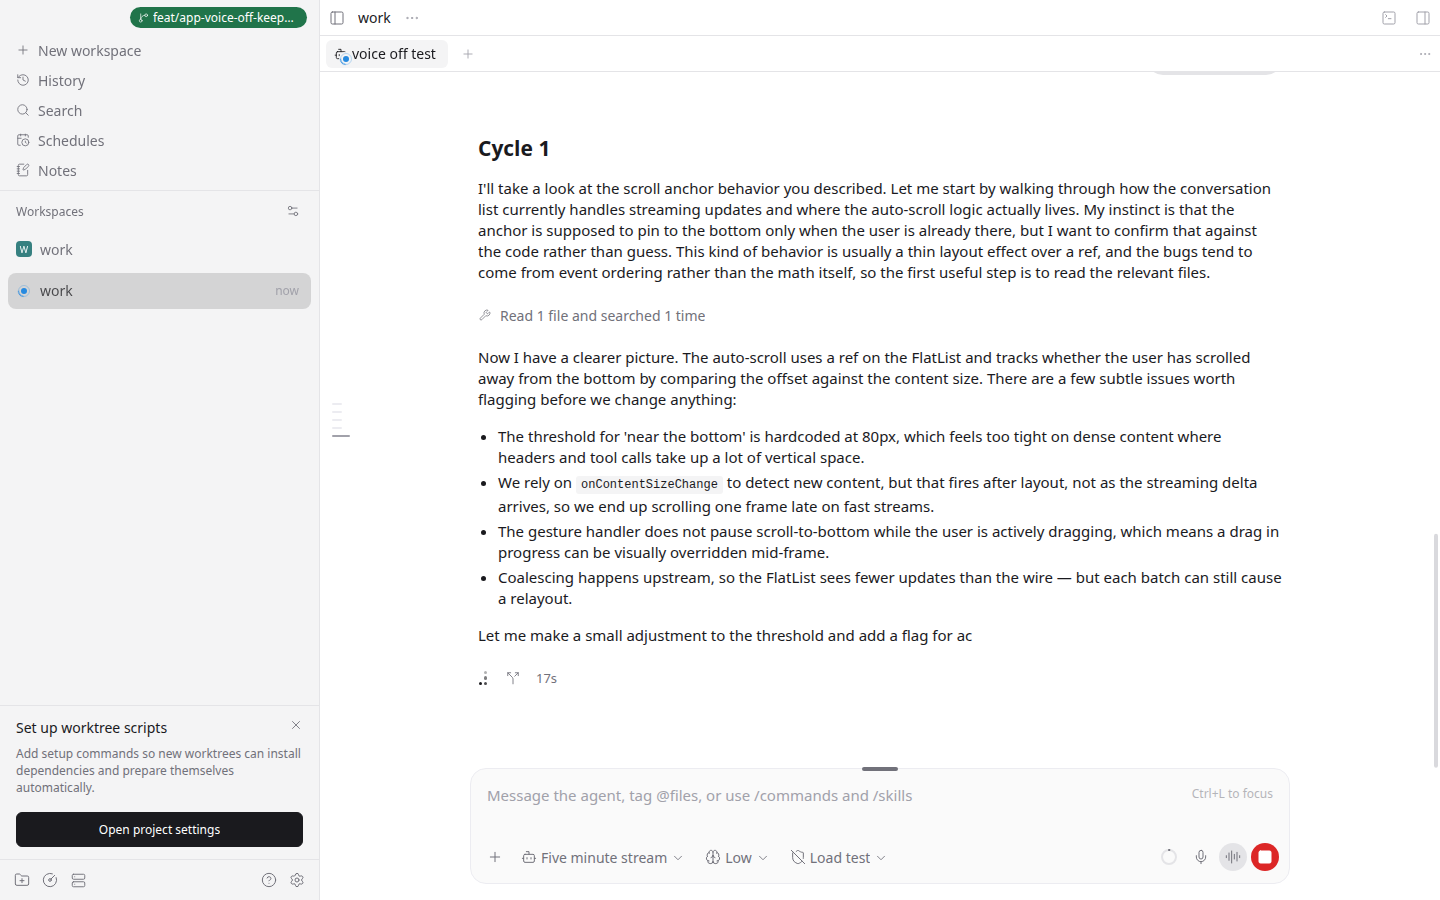 feat/app-voice-off-keep...
New workspace
History
Search
Schedules
Notes
Workspaces
W work
work now
Set up worktree scripts
Add setup commands so new worktrees can install
dependencies and prepare themselves
automatically.
Open project settings
work
voice off test
Cycle 1
I'll take a look at the scroll anchor behavior you described. Let me start by walking through how the conversation
list currently handles streaming updates and where the auto-scroll logic actually lives. My instinct is that the
anchor is supposed to pin to the bottom only when the user is already there, but I want to confirm that against
the code rather than guess. This kind of behavior is usually a thin layout effect over a ref, and the bugs tend to
come from event ordering rather than the math itself, so the first useful step is to read the relevant files.
Read 1 file and searched 1 time
Now I have a clearer picture. The auto-scroll uses a ref on the FlatList and tracks whether the user has scrolled
away from the bottom by comparing the offset against the content size. There are a few subtle issues worth
flagging before we change anything:
• The threshold for 'near the bottom' is hardcoded at 80px, which feels too tight on dense content where
headers and tool calls take up a lot of vertical space.
• We rely on onContentSizeChange to detect new content, but that fires after layout, not as the streaming delta
arrives, so we end up scrolling one frame late on fast streams.
• The gesture handler does not pause scroll-to-bottom while the user is actively dragging, which means a drag in
progress can be visually overridden mid-frame.
• Coalescing happens upstream, so the FlatList sees fewer updates than the wire — but each batch can still cause
a relayout.
Let me make a small adjustment to the threshold and add a flag for ac
17s
Message the agent, tag @files, or use /commands and /skills
Ctrl+L to focus
Five minute stream
Low
Load test